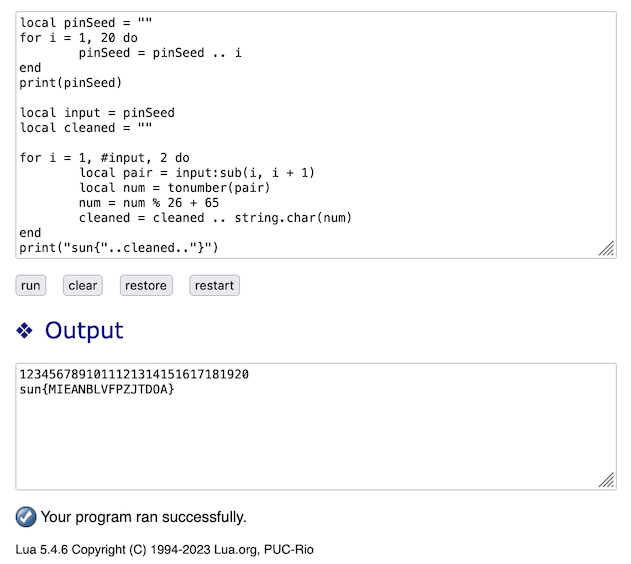 local pinSeed = ""
for i = 1, 20 do
        pinSeed = pinSeed .. i
end
print(pinSeed)

local input = pinSeed
local cleaned = ""

for i = 1, #input, 2 do
        local pair = input:sub(i, i + 1)
        local num = tonumber(pair)
        num = num % 26 + 65
        cleaned = cleaned .. string.char(num)
end
print("sun{"..cleaned.."}")
run clear restore restart
❖ Output
1234567891011121314151617181920
sun{MIEANBLVFPZJTDOA}
Your program ran successfully.
Lua 5.4.6 Copyright (C) 1994-2023 Lua.org, PUC-Rio